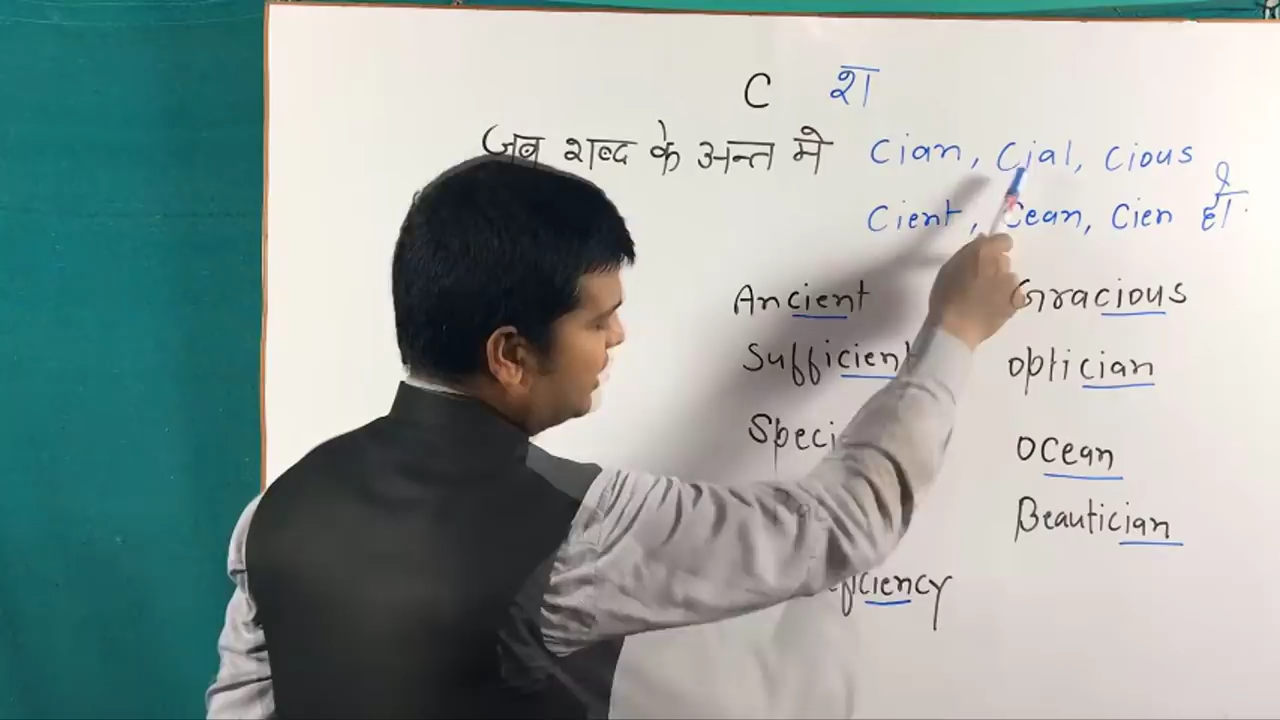 C श
जब शब्द के अन्त मे Cian, Cial, Cious
Cient, Cean, Cien हो
Ancient Gracious
Sufficient Optician
Ocean
Beautician